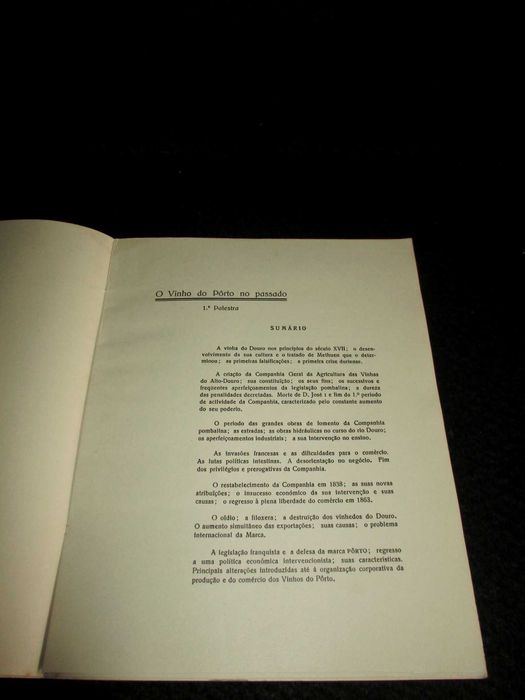 O Vinho do Pôrto no passado
1.ª Palestra
SUMÁRIO
A vinha do Douro nos princípios do século XVII; o desen-
volvimento da sua cultura e o tratado de Methuen que o deter-
minou; as primeiras falsificações; a primeira crise duriense.
A criação da Companhia Geral da Agricultura das Vinhas
do Alto-Douro; sua constituição; os seus fins; os sucessivos e
freqüentes aperfeiçoamentos da legislação pombalina; a dureza
das penalidades decretadas. Morte de D. José I e fim do 1.º período
de actividade da Companhia, caracterizado pelo constante aumento
do seu poderio.
O período das grandes obras de fomento da Companhia
pombalina; as estradas; as obras hidráulicas no curso do rio Douro;
os aperfeiçoamentos industriais; a sua intervenção no ensino.
As invasões francesas e as dificuldades para o comércio.
As lutas políticas intestinas. A desorientação no negócio. Fim
dos privilégios e prerogativas da Companhia.
O restabelecimento da Companhia em 1838; as suas novas
atribuïções; o insucesso económico da sua intervenção e suas
causas; o regresso à plena liberdade do comércio em 1863.
O oídio; a filoxera; a destruïção dos vinhedos do Douro.
O aumento simultâneo das exportações; suas causas; o problema
internacional da Marca.
A legislação franquista e a defesa da marca PÔRTO; regresso
a uma política económica intervencionista; suas características.
Principais alterações introduzidas até à organização corporativa da
produção e do comércio dos Vinhos do Pôrto.